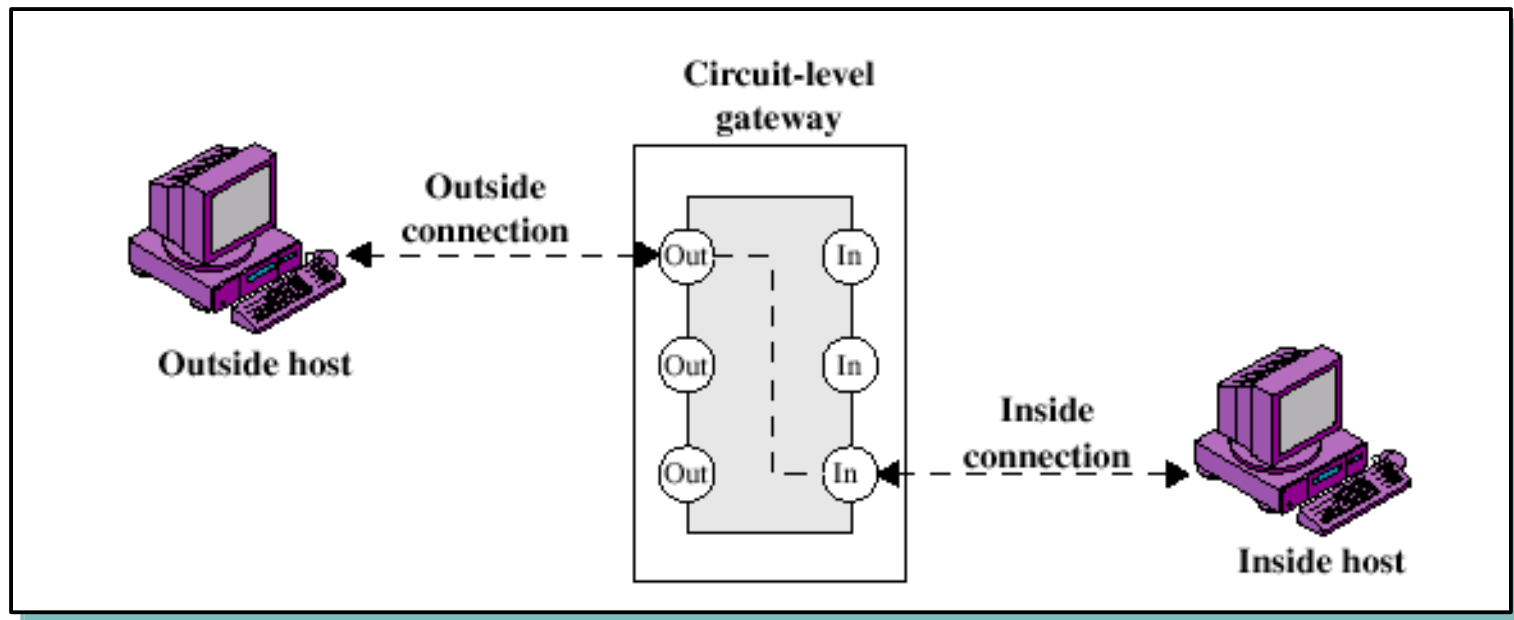 Circuit-level
gateway
Outside
connection
Out
In
Outside host
Out
In
Inside
connection
Out
In
Inside host